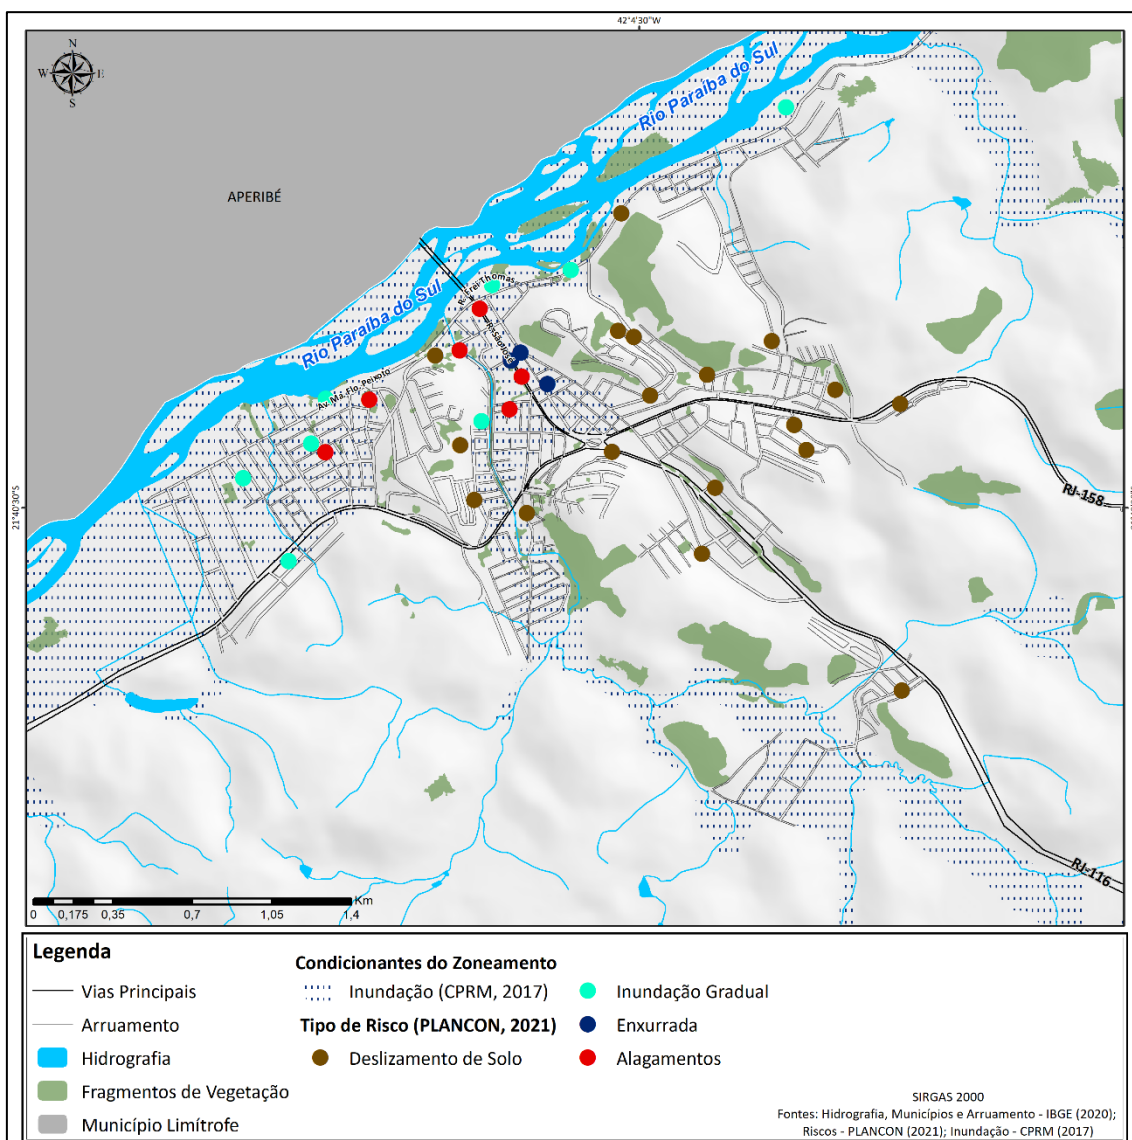 42°4'30"W
N
W
E
S
Rio Paraíba do Sul
APERIBÉ
R. Frei Thomas
Rio Paraíba do Sul
R. São José
Av. Ma. Flo. Peixoto
21°40'30"S
RJ-158
RJ-116
Km
0 0,175 0,35 0,7 1,05 1,4
Legenda
Vias Principais
Arruamento
Hidrografia
Fragmentos de Vegetação
Município Limítrofe
Condicionantes do Zoneamento
Inundação (CPRM, 2017)
Tipo de Risco (PLANCON, 2021)
Deslizamento de Solo
Inundação Gradual
Enxurrada
Alagamentos
SIRGAS 2000
Fontes: Hidrografia, Municípios e Arruamento - IBGE (2020);
Riscos - PLANCON (2021); Inundação - CPRM (2017)